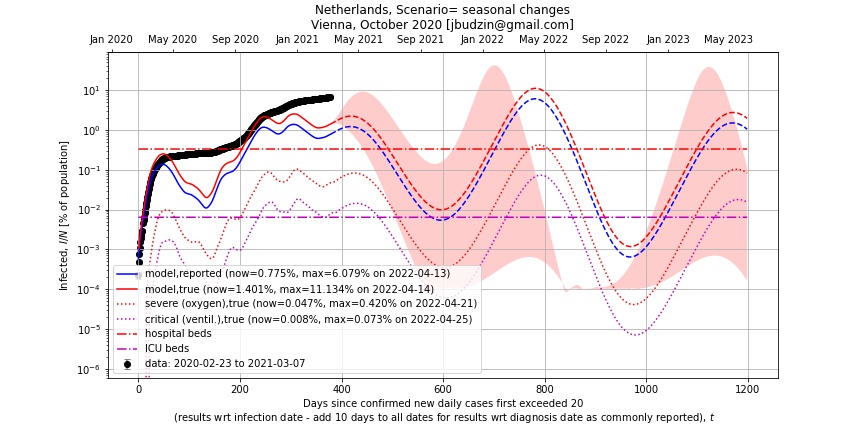 Netherlands, Scenario= seasonal changes
Vienna, October 2020 [jbudzin@gmail.com]
Jan 2020 May 2020 Sep 2020 Jan 2021 May 2021 Sep 2021 Jan 2022 May 2022 Sep 2022 Jan 2023 May 2023
10¹
10⁰
10⁻¹
10⁻²
10⁻³
10⁻⁴
10⁻⁵
10⁻⁶
Infected, I/N [% of population]
model,reported (now=0.775%, max=6.079% on 2022-04-13)
model,true (now=1.401%, max=11.134% on 2022-04-14)
severe (oxygen),true (now=0.047%, max=0.420% on 2022-04-21)
critical (ventil.),true (now=0.008%, max=0.073% on 2022-04-25)
hospital beds
ICU beds
data: 2020-02-23 to 2021-03-07
0 200 400 600 800 1000 1200
Days since confirmed new daily cases first exceeded 20
(results wrt infection date - add 10 days to all dates for results wrt diagnosis date as commonly reported), t